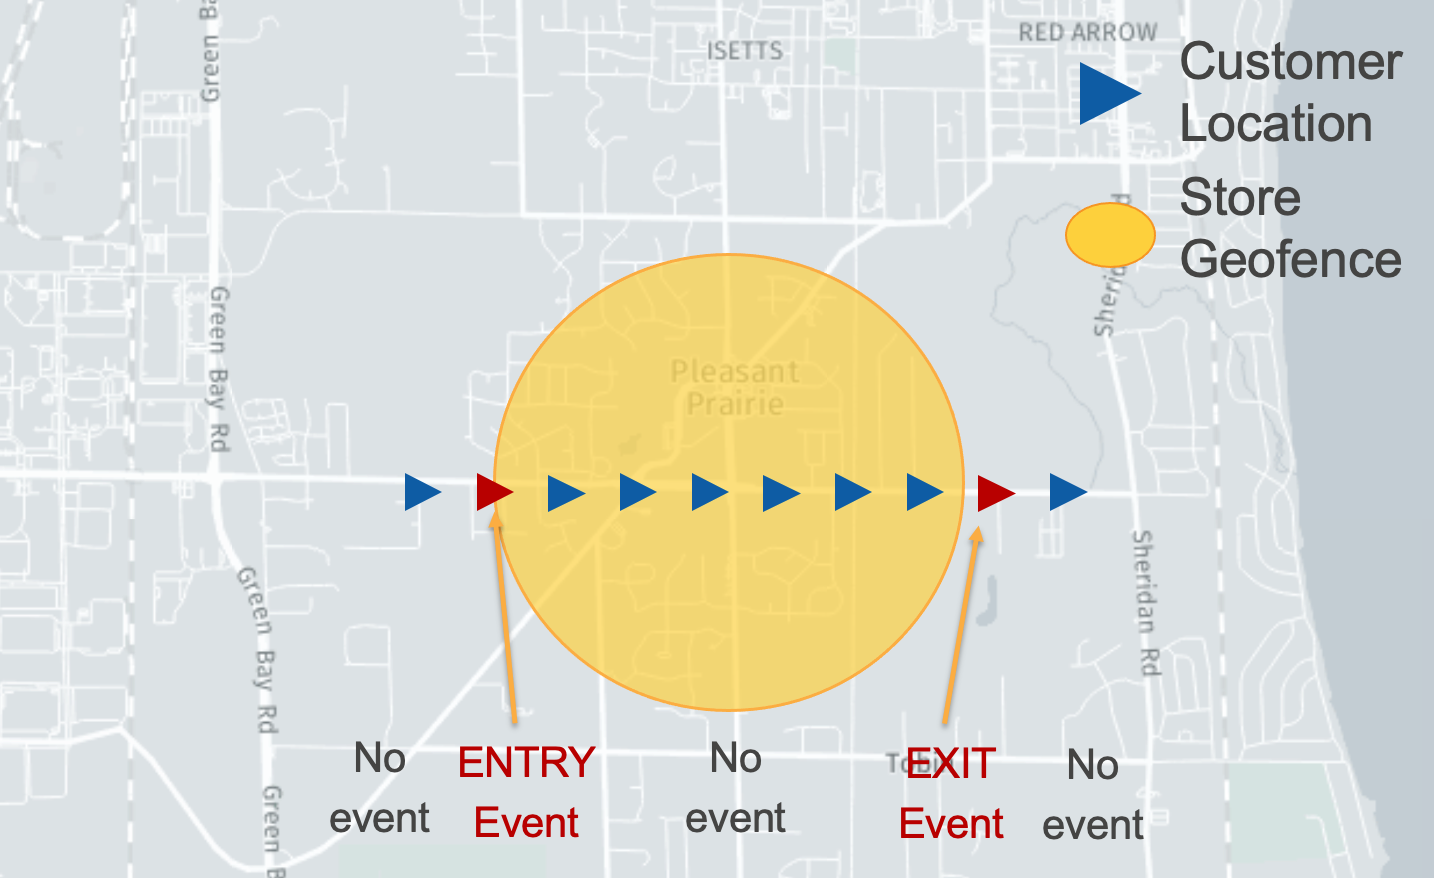 Green Ba
ISETTS
RED ARROW
Customer
Location
Store
Geofence
Sherid
d
Green Bay Rd
Pleasant
Prairie
Green Bay Rd
Sheridan Rd
No
event
ENTRY
Event
No
event
Tobi
EXIT
Event
No
event
Green B